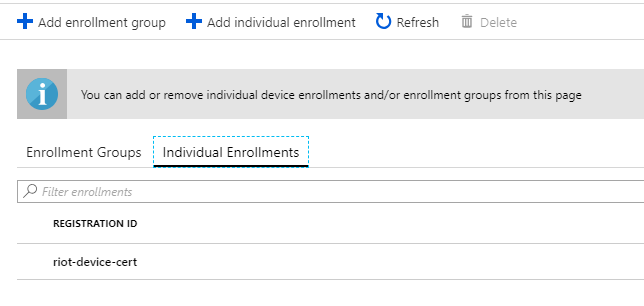 Add enrollment group Add individual enrollment Refresh Delete
You can add or remove individual device enrollments and/or enrollment groups from this page
Enrollment Groups Individual Enrollments
Filter enrollments
REGISTRATION ID
riot-device-cert